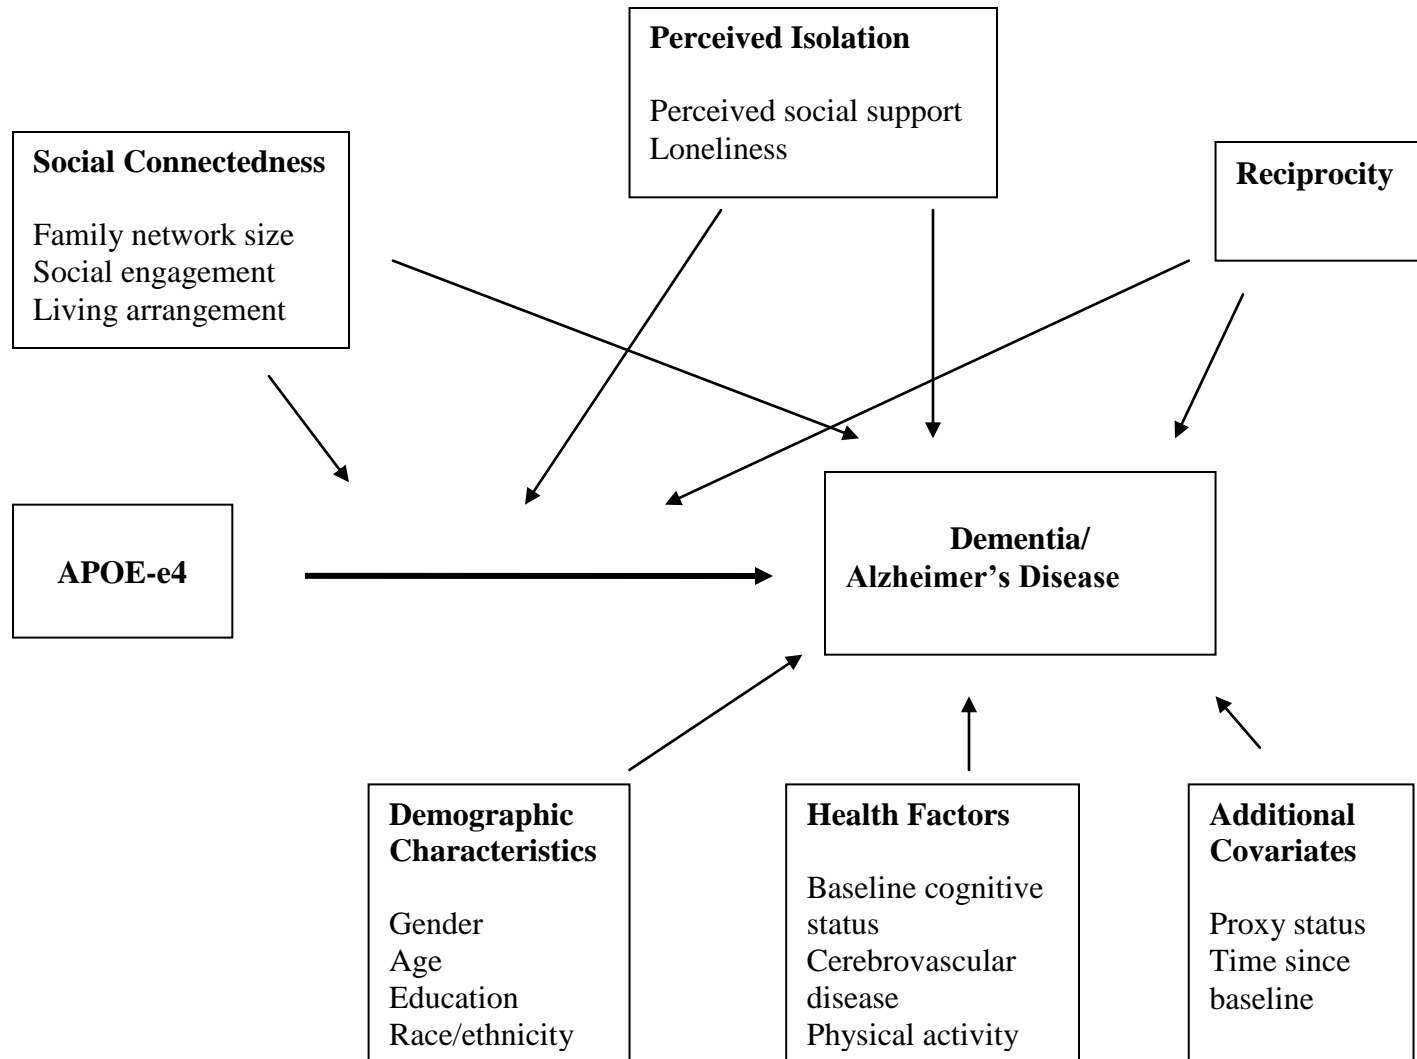 Perceived Isolation
Perceived social support
Loneliness
Social Connectedness
Family network size
Social engagement
Living arrangement
Reciprocity
APOE-e4
Dementia/
Alzheimer’s Disease
Demographic
Characteristics
Gender
Age
Education
Race/ethnicity
Health Factors
Baseline cognitive
status
Cerebrovascular
disease
Physical activity
Additional
Covariates
Proxy status
Time since
baseline